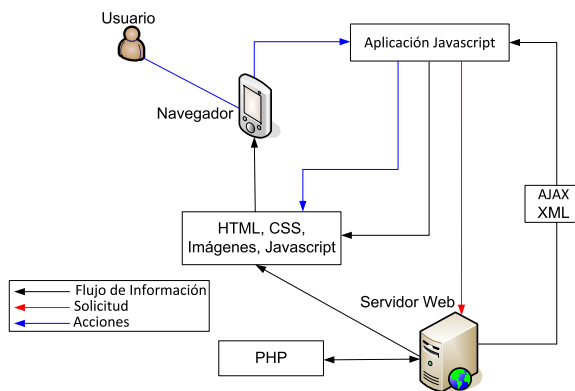 Usuario
Aplicación Javascript
Navegador
AJAX
XML
HTML, CSS,
Imágenes, Javascript
Flujo de Información
Solicitud
Acciones
Servidor Web
PHP